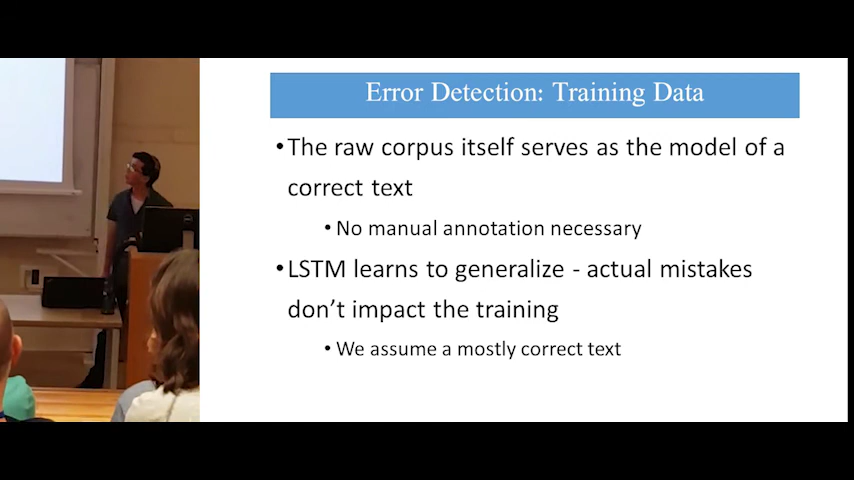 Error Detection: Training Data
•The raw corpus itself serves as the model of a
correct text
•No manual annotation necessary
•LSTM learns to generalize - actual mistakes
don't impact the training
•We assume a mostly correct text